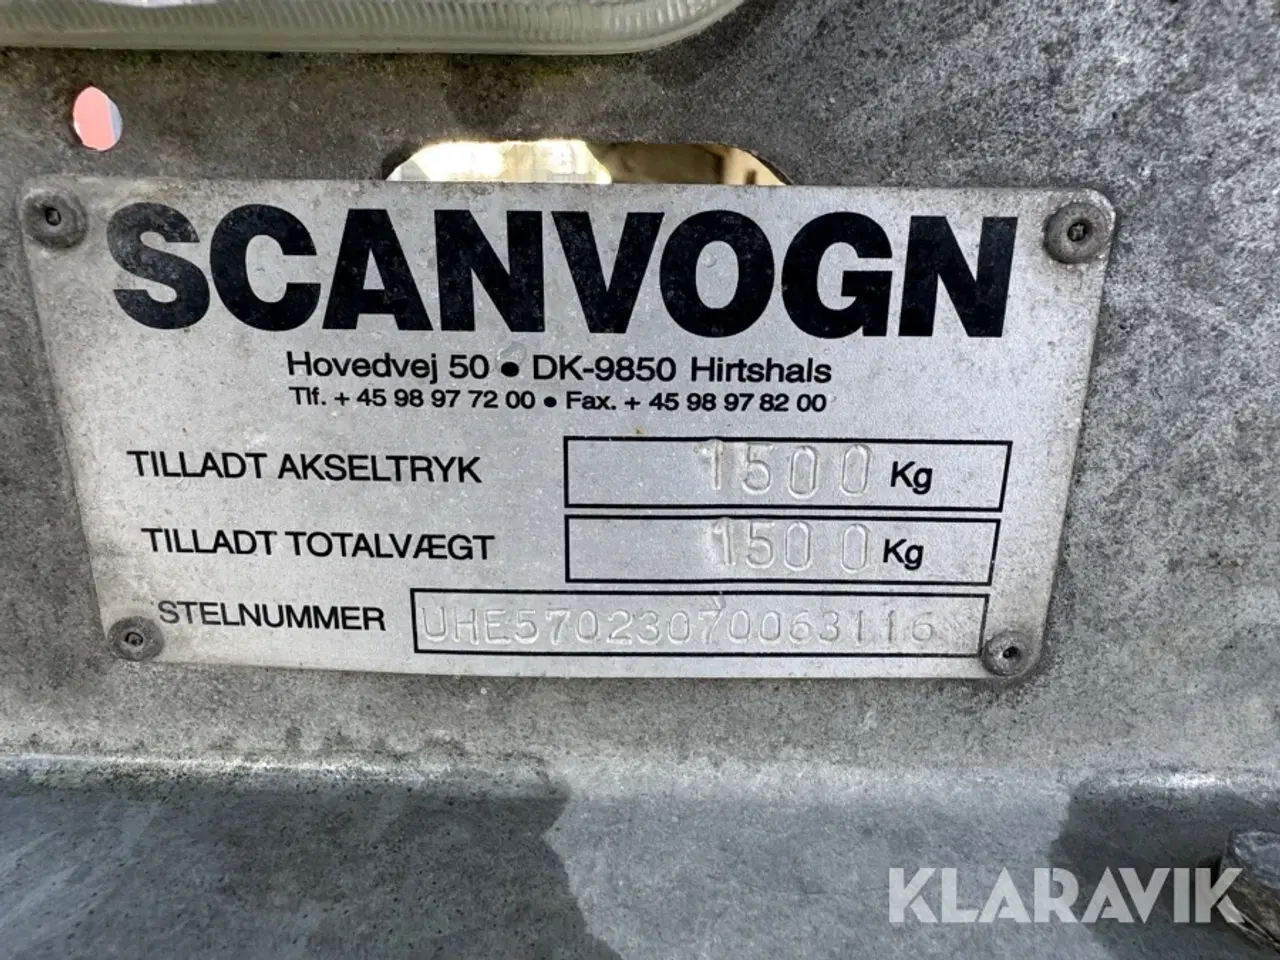 SCANVOGN
Hovedvej 50 • DK-9850 Hirtshals
Tlf. + 45 98 97 72 00 • Fax. + 45 98 97 82 00
TILLADT AKSELTRYK 1500 Kg
TILLADT TOTALVÆGT 1500 Kg
STELNUMMER UHE57023070063116
KLARAVIK